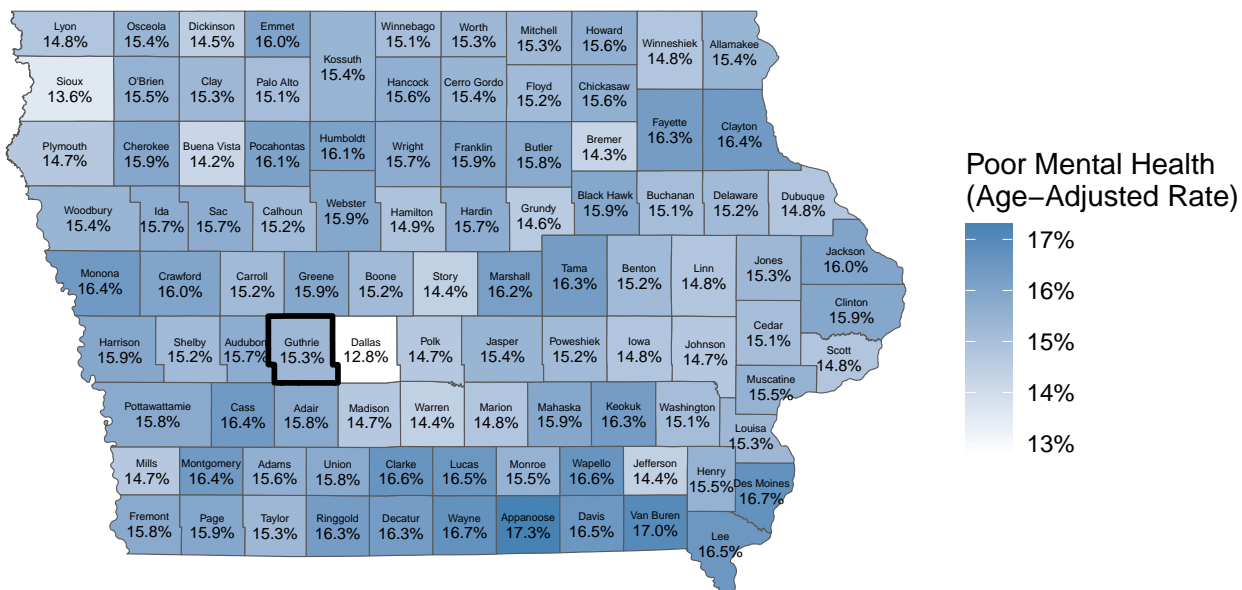 Lyon
14.8%
Osceola
15.4%
Dickinson
14.5%
Emmet
16.0%
Kossuth
15.4%
Winnebago
15.1%
Worth
15.3%
Mitchell
15.3%
Howard
15.6%
Winneshiek
14.8%
Allamakee
15.4%
Sioux
13.6%
O'Brien
15.5%
Clay
15.3%
Palo Alto
15.1%
Hancock
15.6%
Cerro Gordo
15.4%
Floyd
15.2%
Chickasaw
15.6%
Fayette
16.3%
Clayton
16.4%
Plymouth
14.7%
Cherokee
15.9%
Buena Vista
14.2%
Pocahontas
16.1%
Humboldt
16.1%
Wright
15.7%
Franklin
15.9%
Butler
15.8%
Bremer
14.3%
Woodbury
15.4%
Ida
15.7%
Sac
15.7%
Calhoun
15.2%
Webster
15.9%
Hamilton
14.9%
Hardin
15.7%
Grundy
14.6%
Black Hawk
15.9%
Buchanan
15.1%
Delaware
15.2%
Dubuque
14.8%
Monona
16.4%
Crawford
16.0%
Carroll
15.2%
Greene
15.9%
Boone
15.2%
Story
14.4%
Marshall
16.2%
Tama
16.3%
Benton
15.2%
Linn
14.8%
Jones
15.3%
Jackson
16.0%
Clinton
15.9%
Harrison
15.9%
Shelby
15.2%
Audubon
15.7%
Guthrie
15.3%
Dallas
12.8%
Polk
14.7%
Jasper
15.4%
Poweshiek
15.2%
Iowa
14.8%
Johnson
14.7%
Cedar
15.1%
Scott
14.8%
Muscatine
15.5%
Pottawattamie
15.8%
Cass
16.4%
Adair
15.8%
Madison
14.7%
Warren
14.4%
Marion
14.8%
Mahaska
15.9%
Keokuk
16.3%
Washington
15.1%
Louisa
15.3%
Mills
14.7%
Montgomery
16.4%
Adams
15.6%
Union
15.8%
Clarke
16.6%
Lucas
16.5%
Monroe
15.5%
Wapello
16.6%
Jefferson
14.4%
Henry
15.5%
Des Moines
16.7%
Fremont
15.8%
Page
15.9%
Taylor
15.3%
Ringgold
16.3%
Decatur
16.3%
Wayne
16.7%
Appanoose
17.3%
Davis
16.5%
Van Buren
17.0%
Lee
16.5%
Poor Mental Health
(Age−Adjusted Rate)
17%
16%
15%
14%
13%